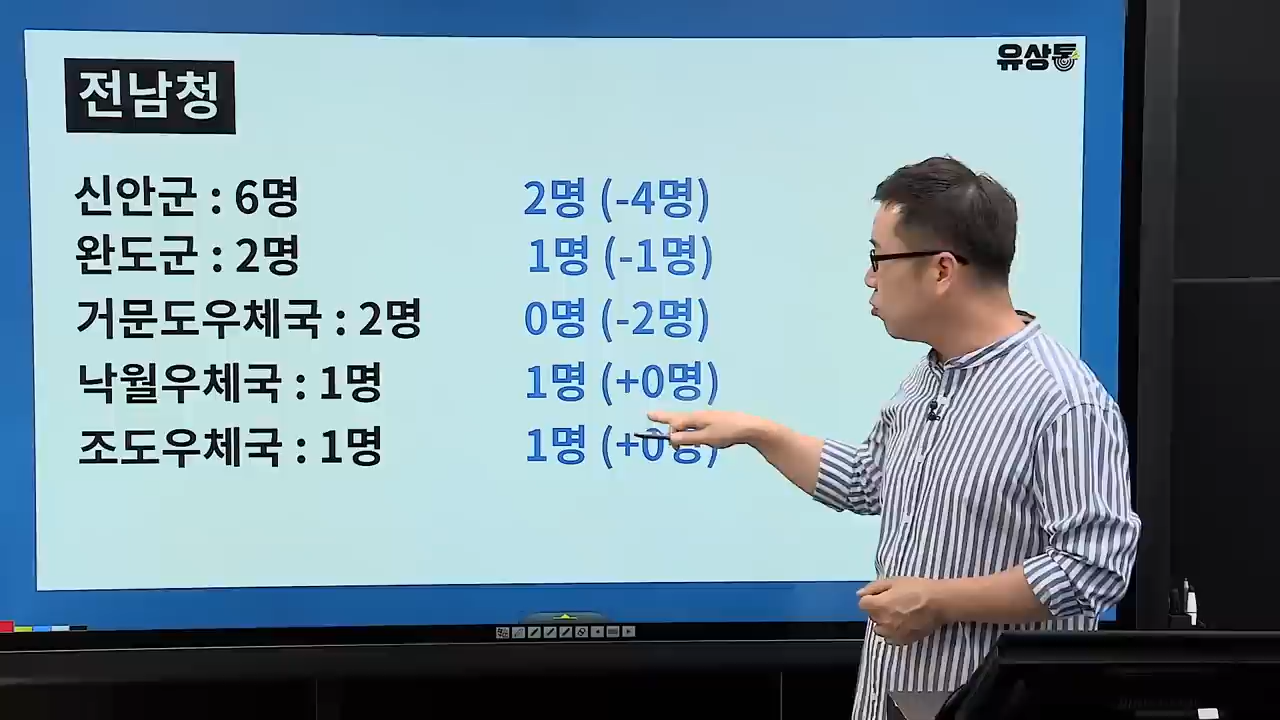 전남청
유상통
신안군 : 6명 2명 (-4명)
완도군 : 2명 1명 (-1명)
거문도우체국 : 2명 0명 (-2명)
낙월우체국 : 1명 1명 (+0명)
조도우체국 : 1명 1명 (+0명)